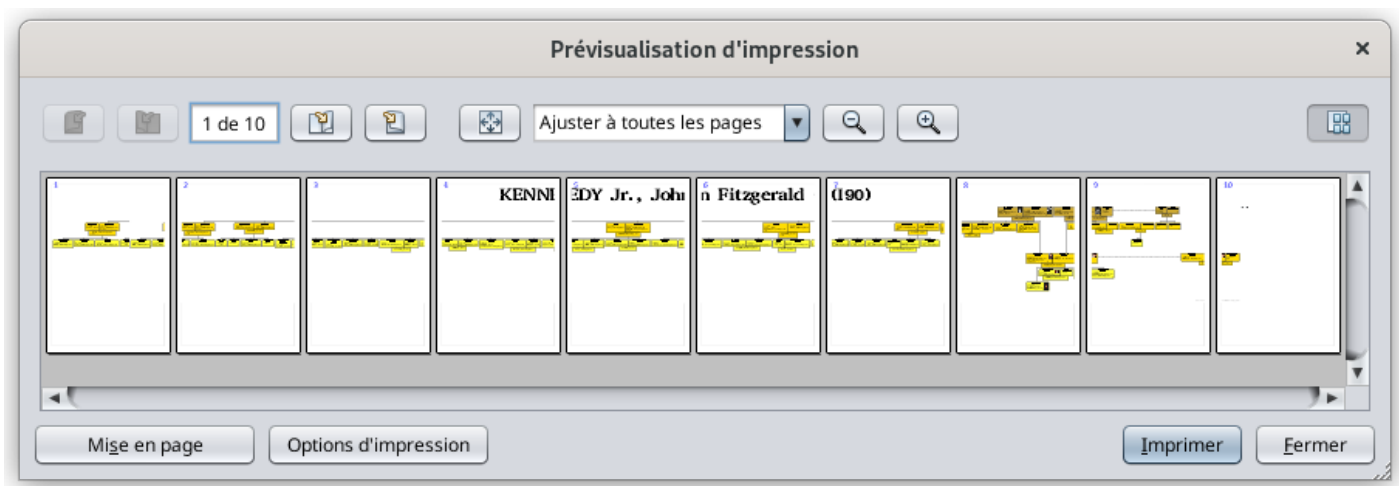 Prévisualisation d'impression
1 de 10
Ajuster à toutes les pages
1
2
3
4
5
6
7
8
9
10
KENNI
EDY Jr., John
n Fitzgerald
(I90)
Mise en page
Options d'impression
Imprimer
Fermer